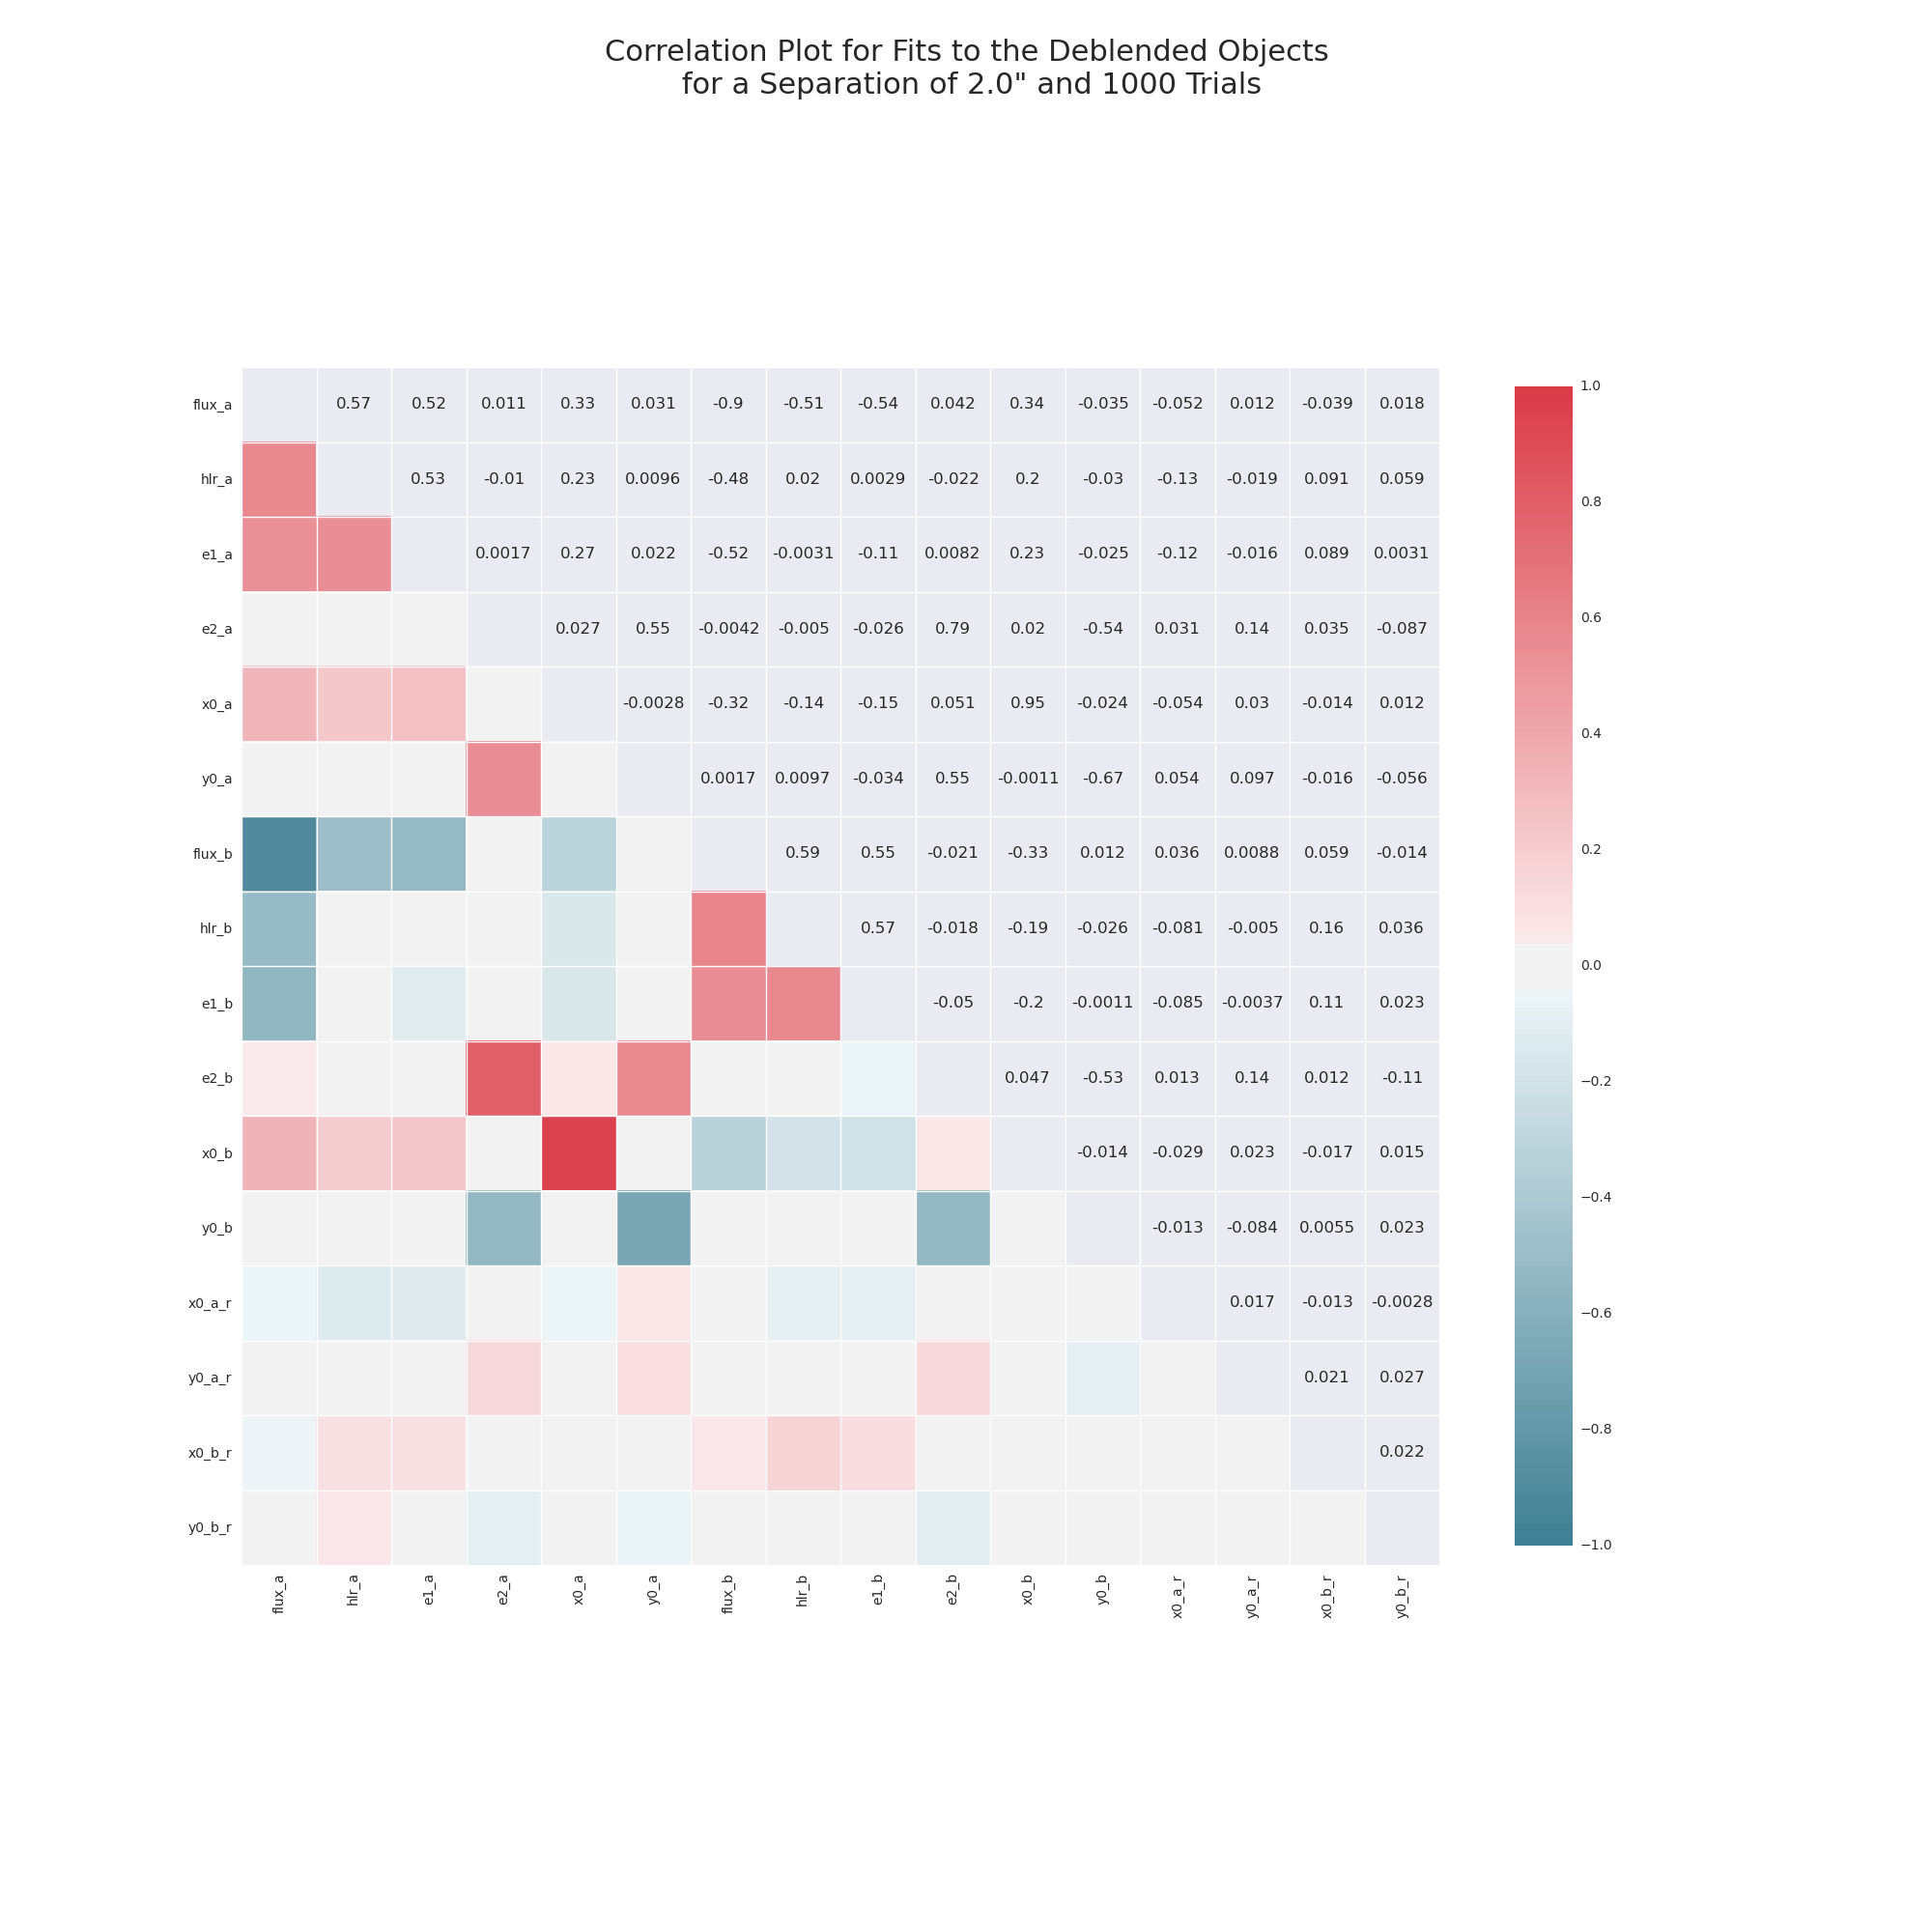 Correlation Plot for Fits to the Deblended Objects
for a Separation of 2.0" and 1000 Trials
flux_a 0.57 0.52 0.011 0.33 0.031 -0.9 -0.51 -0.54 0.042 0.34 -0.035 -0.052 0.012 -0.039 0.018
hlr_a 0.53 -0.01 0.23 0.0096 -0.48 0.02 0.0029 -0.022 0.2 -0.03 -0.13 -0.019 0.091 0.059
e1_a 0.0017 0.27 0.022 -0.52 -0.0031 -0.11 0.0082 0.23 -0.025 -0.12 -0.016 0.089 0.0031
e2_a 0.027 0.55 -0.0042 -0.005 -0.026 0.79 0.02 -0.54 0.031 0.14 0.035 -0.087
x0_a -0.0028 -0.32 -0.14 -0.15 0.051 0.95 -0.024 -0.054 0.03 -0.014 0.012
y0_a 0.0017 0.0097 -0.034 0.55 -0.0011 -0.67 0.054 0.097 -0.016 -0.056
flux_b 0.59 0.55 -0.021 -0.33 0.012 0.036 0.0088 0.059 -0.014
hlr_b 0.57 -0.018 -0.19 -0.026 -0.081 -0.005 0.16 0.036
e1_b -0.05 -0.2 -0.0011 -0.085 -0.0037 0.11 0.023
e2_b 0.047 -0.53 0.013 0.14 0.012 -0.11
x0_b -0.014 -0.029 0.023 -0.017 0.015
y0_b -0.013 -0.084 0.0055 0.023
x0_a_r 0.017 -0.013 -0.0028
y0_a_r 0.021 0.027
x0_b_r 0.022
y0_b_r
flux_a hlr_a e1_a e2_a x0_a y0_a flux_b hlr_b e1_b e2_b x0_b y0_b x0_a_r y0_a_r x0_b_r y0_b_r
1.0
0.8
0.6
0.4
0.2
0.0
−0.2
−0.4
−0.6
−0.8
−1.0